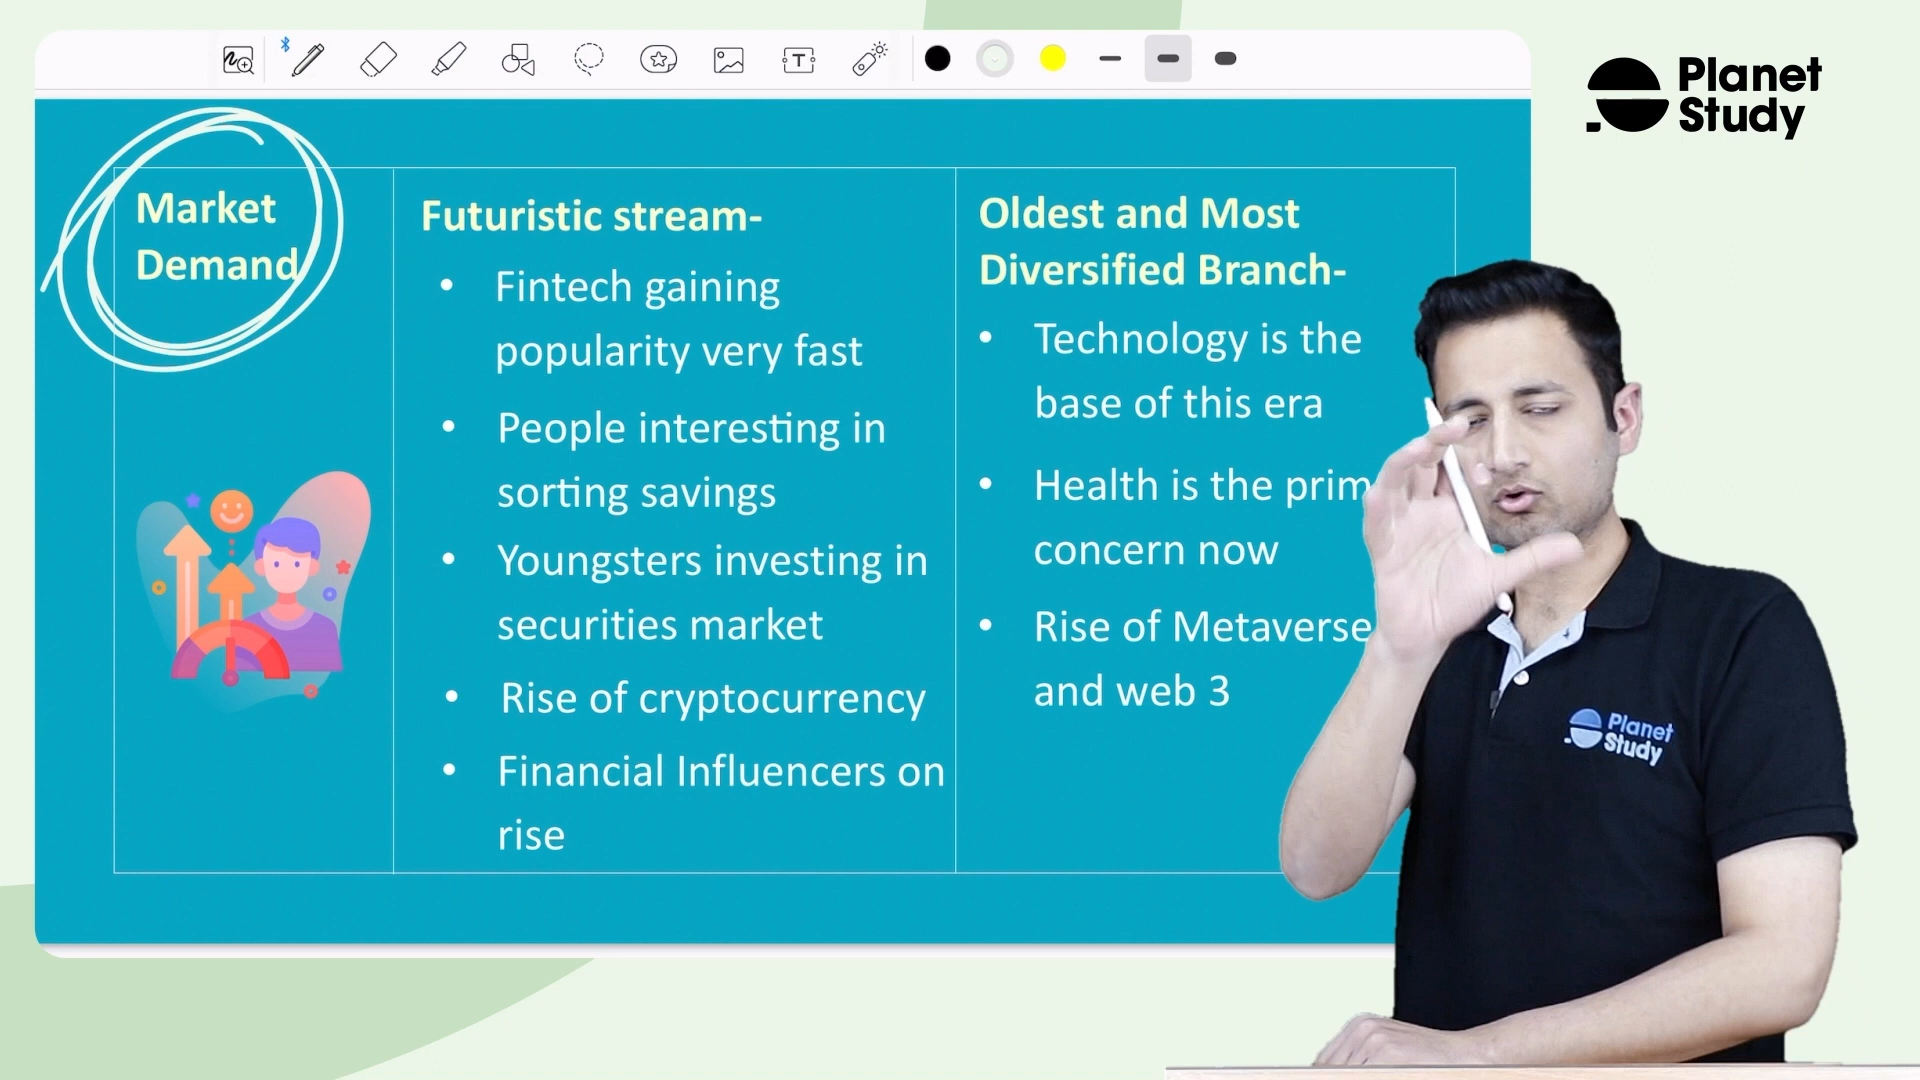 Planet
Study
Market
Demand
Futuristic stream-
• Fintech gaining
popularity very fast
• People interesting in
sorting savings
• Youngsters investing in
securities market
• Rise of cryptocurrency
• Financial Influencers on
rise
Oldest and Most
Diversified Branch-
• Technology is the
base of this era
• Health is the prim
concern now
• Rise of Metaverse
and web 3
T
Planet
Study